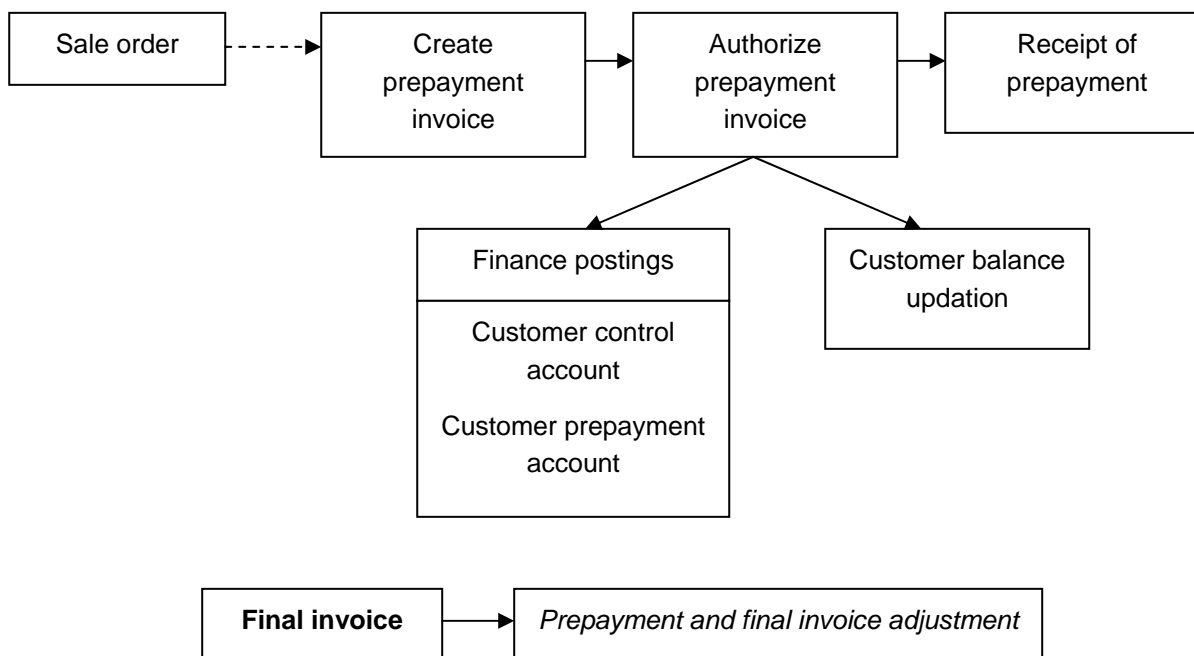 Sale order
Create
prepayment
invoice
Authorize
prepayment
invoice
Receipt of
prepayment
Finance postings
Customer control
account
Customer prepayment
account
Customer balance
updation
Final invoice
Prepayment and final invoice adjustment